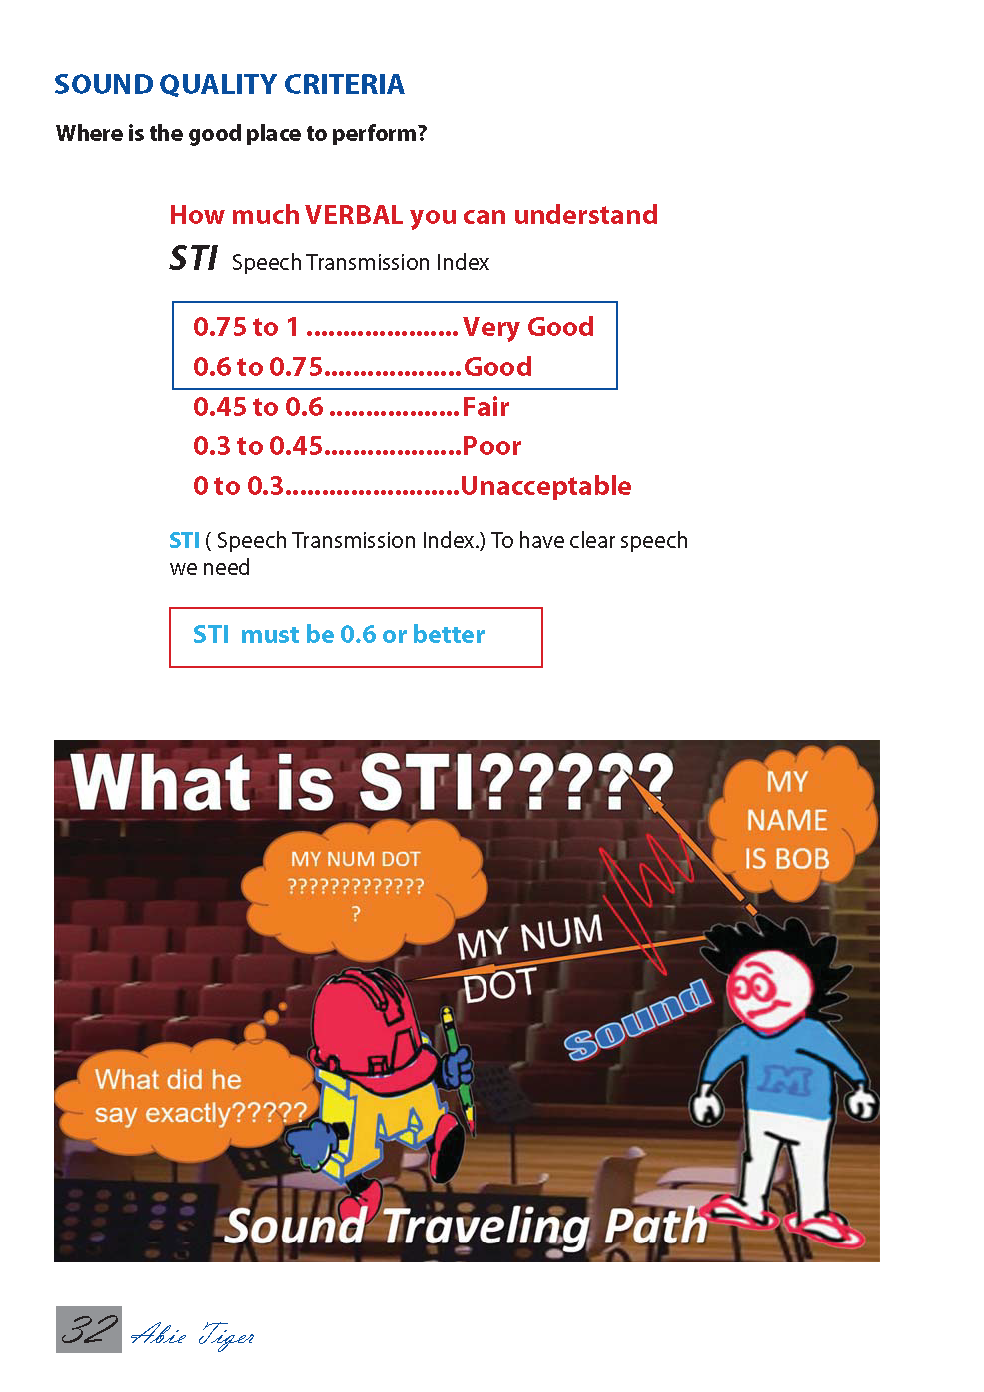 SOUND QUALITY CRITERIA
Where is the good place to perform?
How much VERBAL you can understand
STI Speech Transmission Index
0.75 to 1 ..................... Very Good
0.6 to 0.75...................Good
0.45 to 0.6 ..................Fair
0.3 to 0.45...................Poor
0 to 0.3........................Unacceptable
STI ( Speech Transmission Index.) To have clear speech
we need
STI must be 0.6 or better
What is STI?????
MY
NAME
IS BOB
MY NUM DOT
?????????????
?
MY NUM
DOT
Sound
What did he
say exactly?????
M
M
Sound Traveling Path
32 Abie Tiger